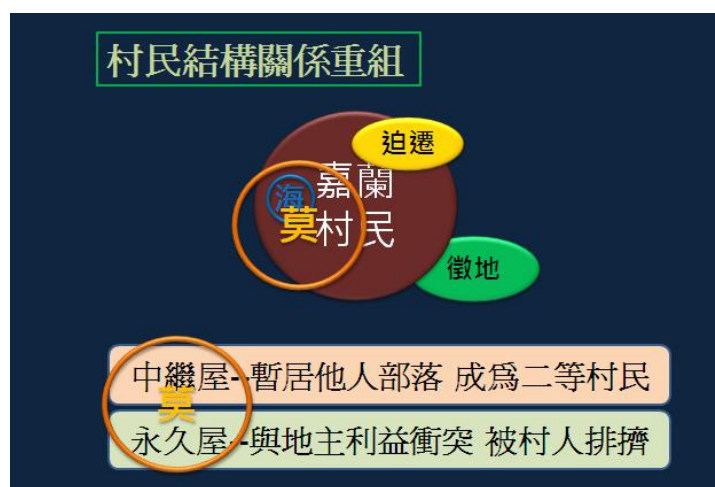 村民結構關係重組
迫遷
海
嘉蘭
莫
村民
徵地
中繼屋--暫居他人部落 成為二等村民
莫
永久屋--與地主利益衝突 被村人排擠